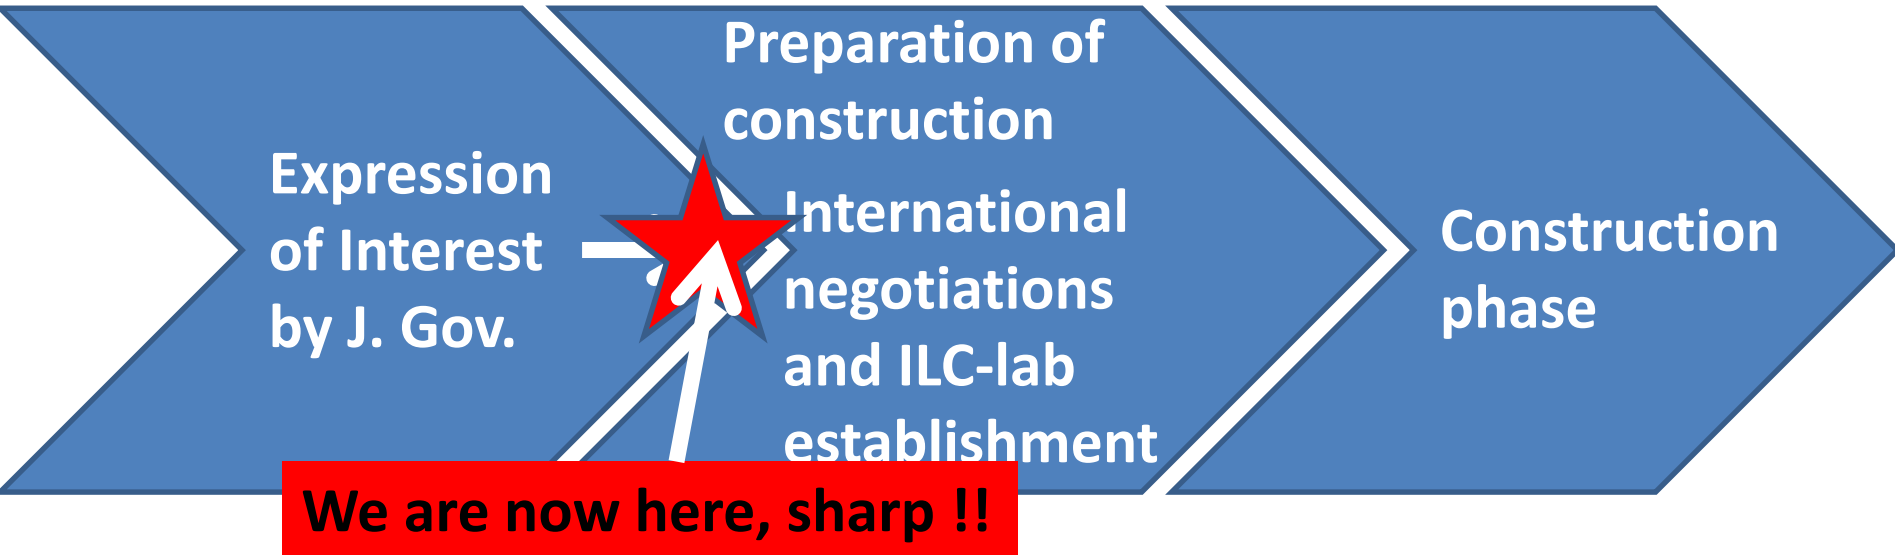 Expression
of Interest
by J. Gov.
Preparation of
construction
International
negotiations
and ILC-lab
establishment
Construction
phase
We are now here, sharp !!